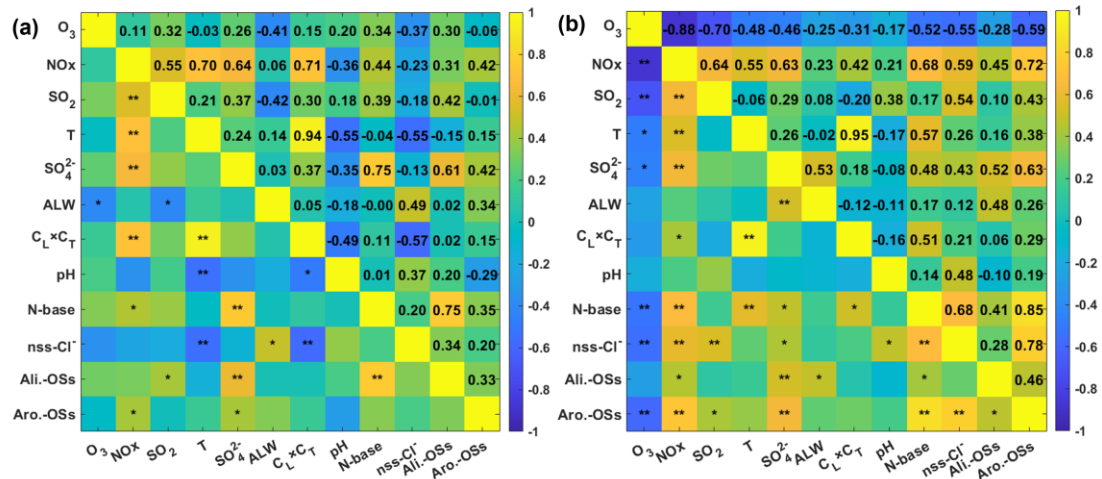 (a)
O3 0.11 0.32 -0.03 0.26 -0.41 0.15 0.20 0.34 -0.37 0.30 -0.06
NOx 0.55 0.70 0.64 0.06 0.71 -0.36 0.44 -0.23 0.31 0.42
SO2 ** 0.21 0.37 -0.42 0.30 0.18 0.39 -0.18 0.42 -0.01
T ** 0.24 0.14 0.94 -0.55 -0.04 -0.55 -0.15 0.15
SO4^2- ** 0.03 0.37 -0.35 0.75 -0.13 0.61 0.42
ALW * * 0.05 -0.18 -0.00 0.49 0.02 0.34
CL×CT ** ** -0.49 0.11 -0.57 0.02 0.15
pH ** * 0.01 0.37 0.20 -0.29
N-base * ** 0.20 0.75 0.35
nss-Cl- ** * ** 0.34 0.20
Ali.-OSs * ** ** 0.33
Aro.-OSs * *
O3 NOx SO2 T SO4^2- ALW CL×CT pH N-base nss-Cl- Ali.-OSs Aro.-OSs
1
0.8
0.6
0.4
0.2
0
-0.2
-0.4
-0.6
-0.8
-1
(b)
O3 -0.88 -0.70 -0.48 -0.46 -0.25 -0.31 -0.17 -0.52 -0.55 -0.28 -0.59
NOx ** 0.64 0.55 0.63 0.23 0.42 0.21 0.68 0.59 0.45 0.72
SO2 ** ** -0.06 0.29 0.08 -0.20 0.38 0.17 0.54 0.10 0.43
T * ** 0.26 -0.02 0.95 -0.17 0.57 0.26 0.16 0.38
SO4^2- * ** 0.53 0.18 -0.08 0.48 0.43 0.52 0.63
ALW ** -0.12 -0.11 0.17 0.12 0.48 0.26
CL×CT * ** -0.16 0.51 0.21 0.06 0.29
pH 0.14 0.48 -0.10 0.19
N-base ** ** ** * * 0.68 0.41 0.85
nss-Cl- ** ** ** * * ** 0.28 0.78
Ali.-OSs * ** * * 0.46
Aro.-OSs ** ** * ** ** ** *
O3 NOx SO2 T SO4^2- ALW CL×CT pH N-base nss-Cl- Ali.-OSs Aro.-OSs
1
0.8
0.6
0.4
0.2
0
-0.2
-0.4
-0.6
-0.8
-1